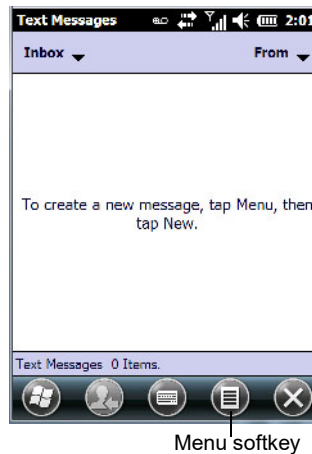 Text Messages 2:01
Inbox From
To create a new message, tap Menu, then
tap New.
Text Messages 0 Items.
Menu softkey